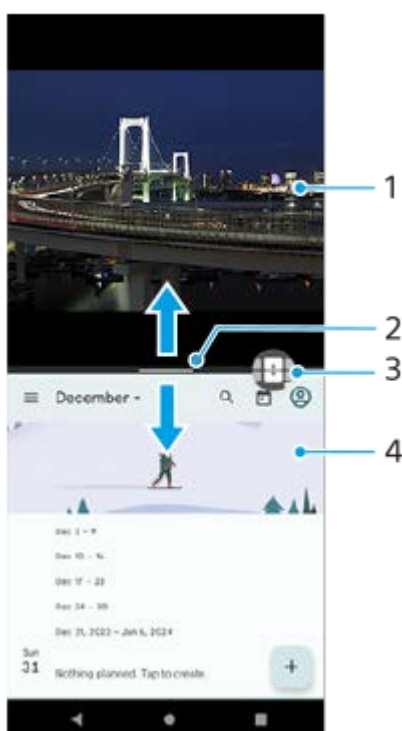 1
2
3
December
4
Dec 3 – 9
Dec 10 – 16
Dec 17 – 23
Dec 24 – 30
Dec 31, 2023 – Jan 6, 2024
Sun
31
Nothing planned. Tap to create.